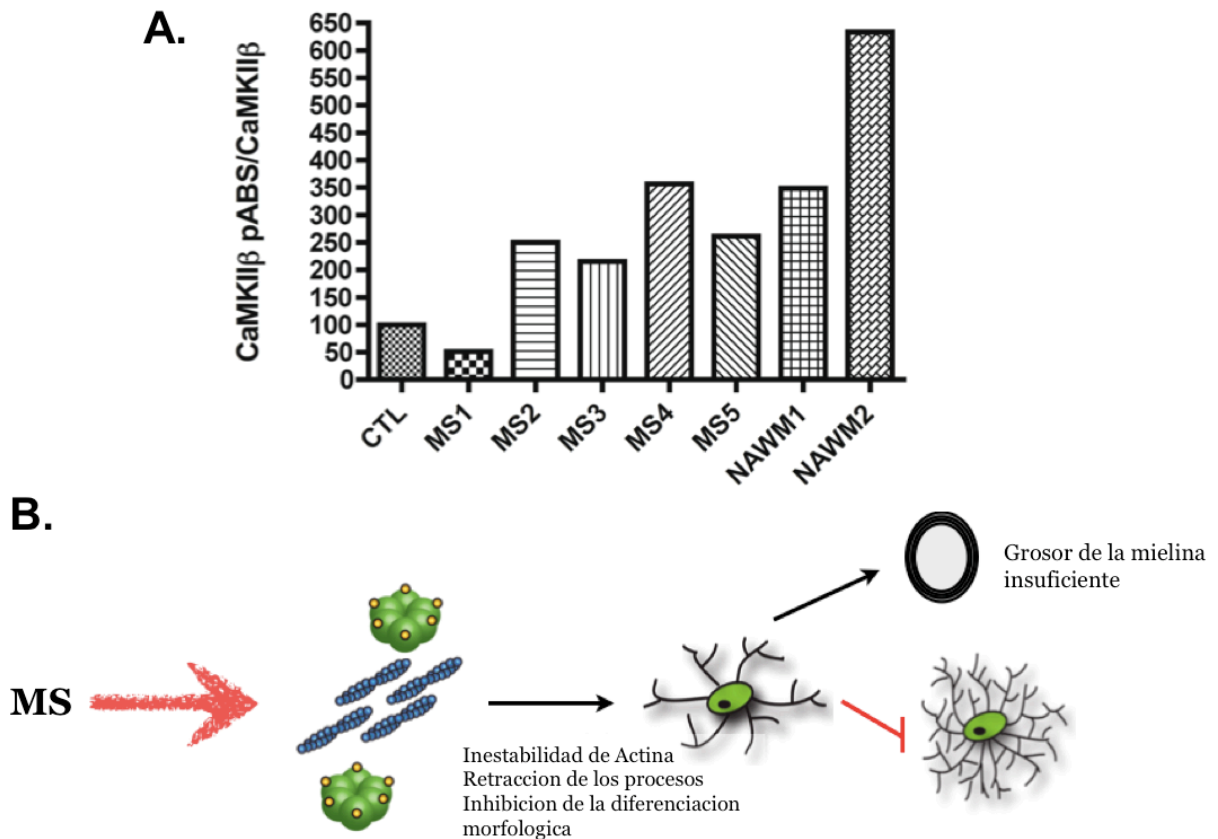 A.
CaMKIIβ pABS/CaMKIIβ
650
600
550
500
450
400
350
300
250
200
150
100
50
0
CTL
MS1
MS2
MS3
MS4
MS5
NAWM1
NAWM2
B.
Grosor de la mielina
insuficiente
MS
Inestabilidad de Actina
Retraccion de los procesos
Inhibicion de la diferenciacion
morfologica